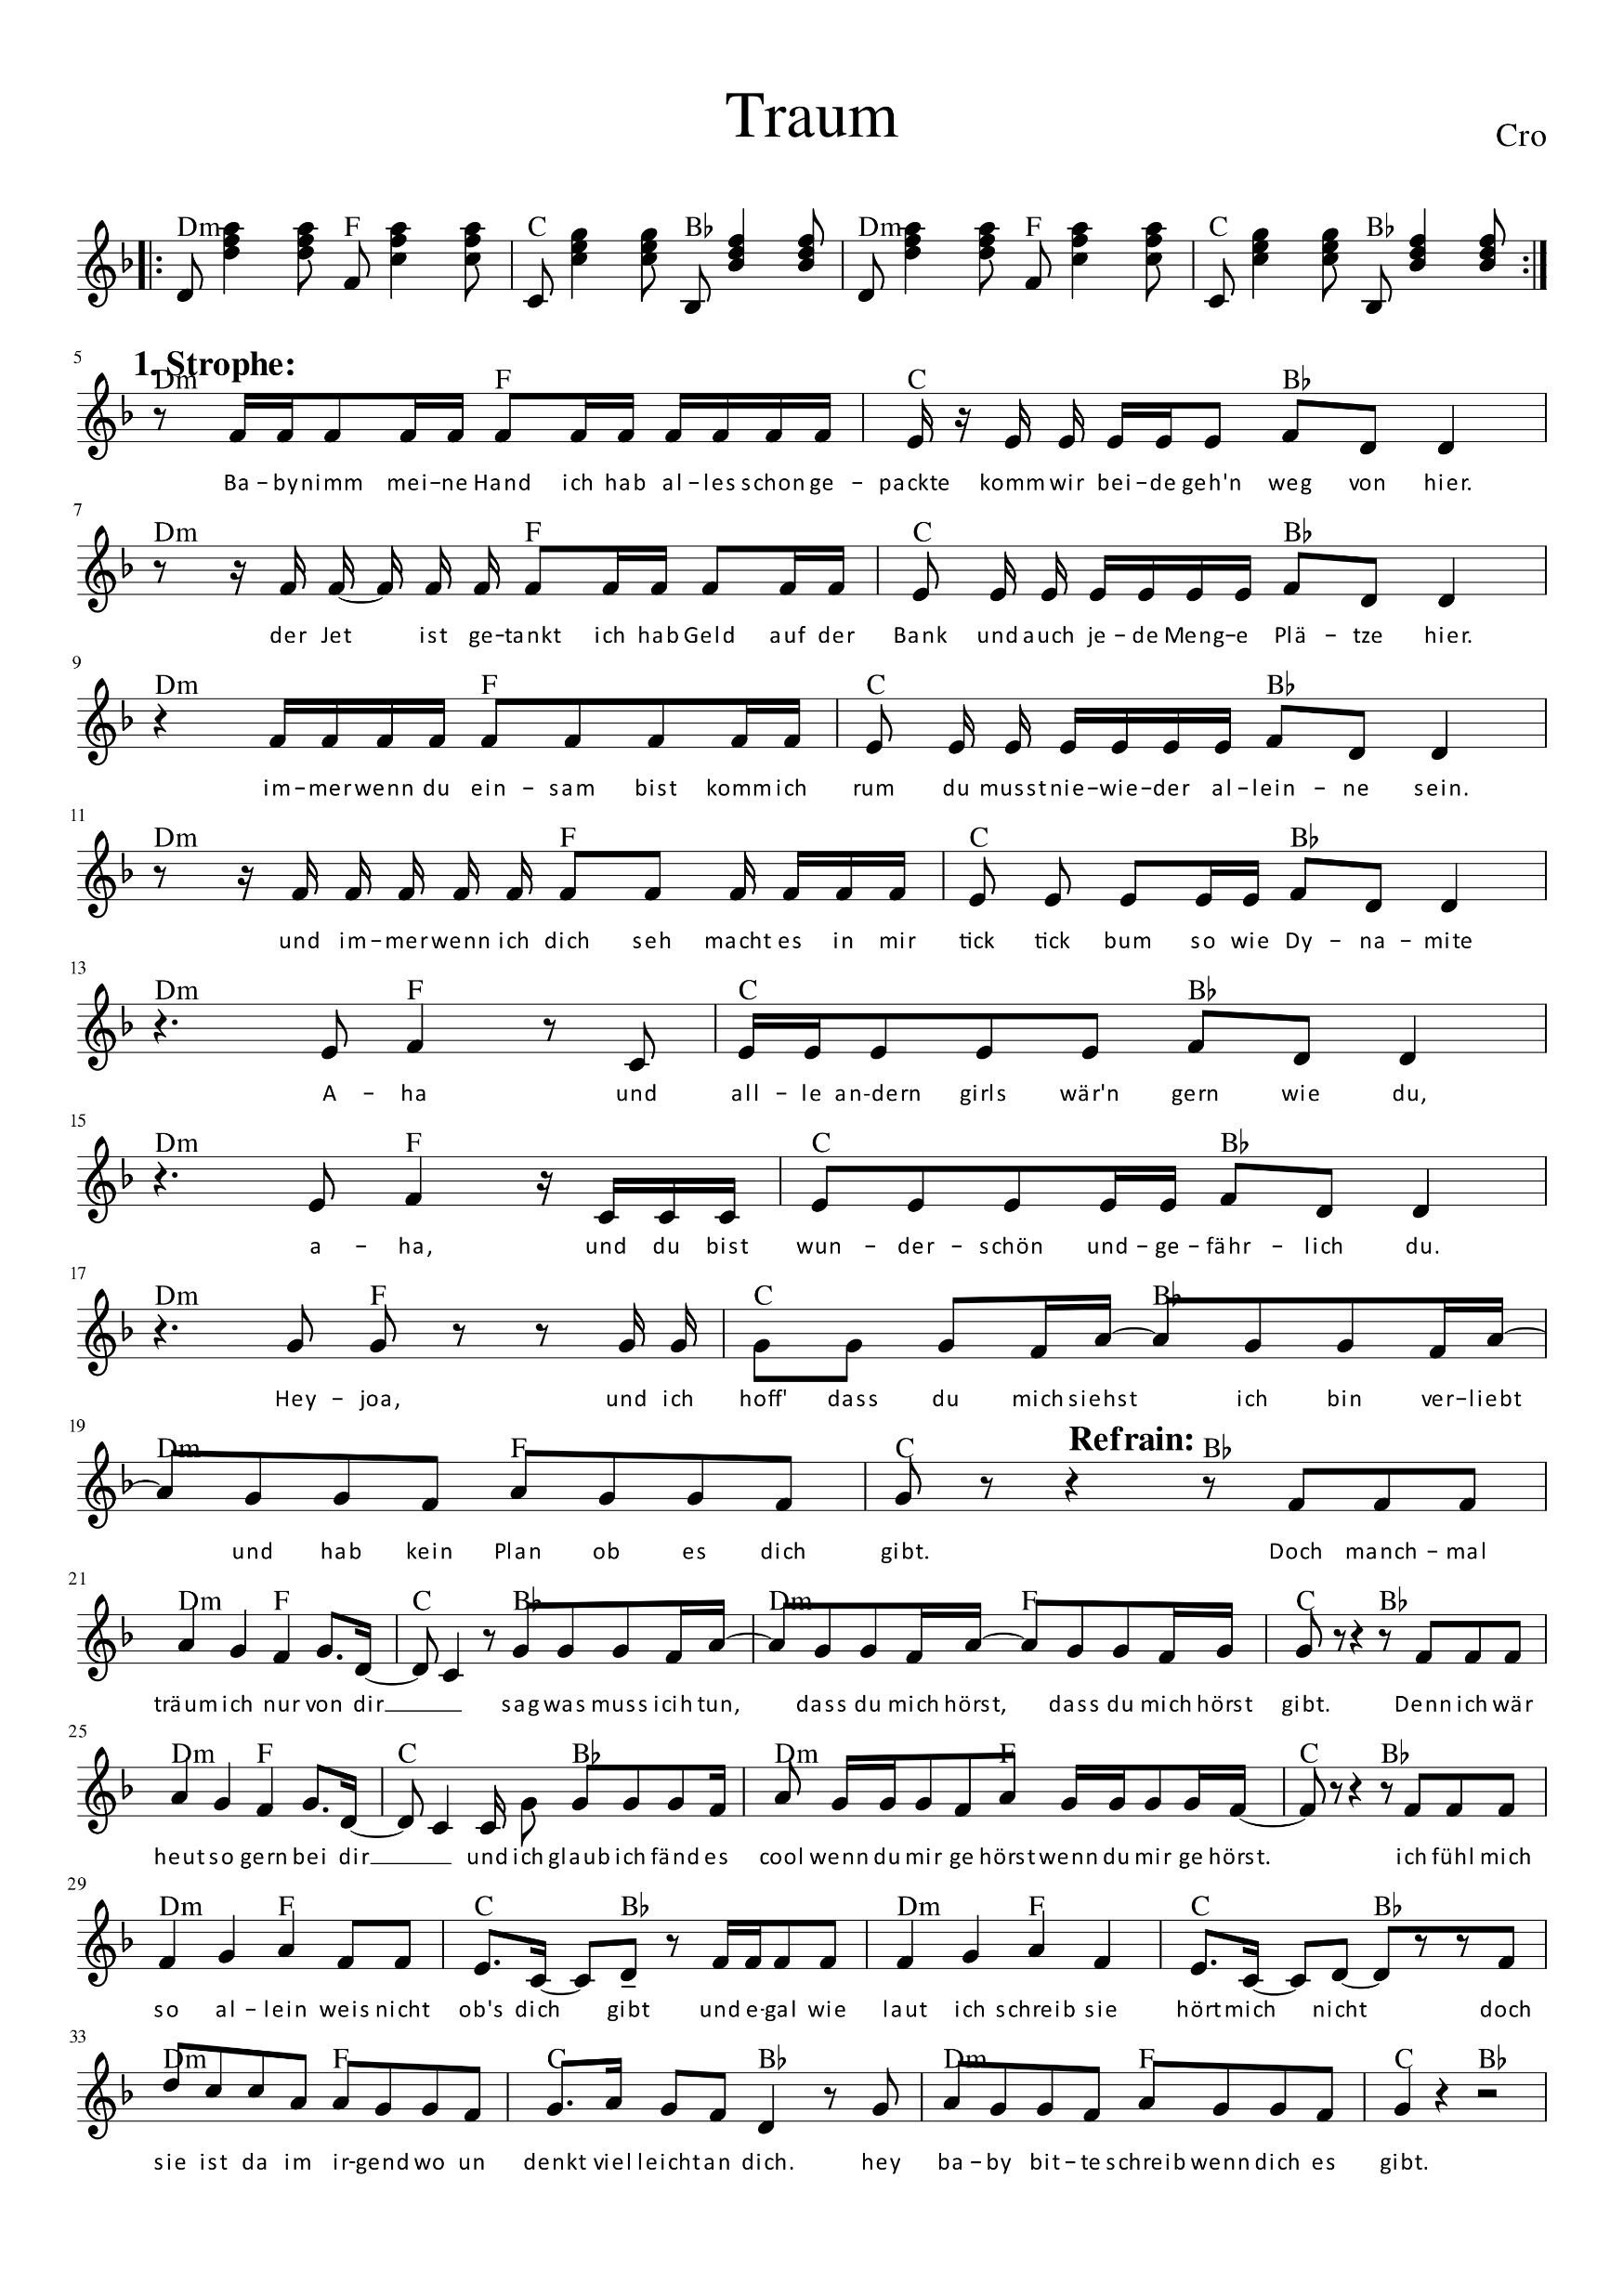 Traum
Cro
Dm F C B♭ Dm F C B♭
5 1. Strophe:
Dm F C B♭
Ba – by nimm mei – ne Hand ich hab al – les schon ge – packte komm wir bei – de geh'n weg von hier.
7
Dm F C B♭
der Jet ist ge – tankt ich hab Geld auf der Bank und auch je – de Meng – e Plä – tze hier.
9
Dm F C B♭
im – mer wenn du ein – sam bist komm ich rum du musst nie – wie – der al – lein – ne sein.
11
Dm F C B♭
und im – mer wenn ich dich seh macht es in mir tick tick bum so wie Dy – na – mite
13
Dm F C B♭
A – ha und all – le an-dern girls wär'n gern wie du,
15
Dm F C B♭
a – ha, und du bist wun – der – schön und – ge – fähr – lich du.
17
Dm F C B♭
Hey – joa, und ich hoff' dass du mich siehst ich bin ver – liebt
19 Refrain:
Dm F C B♭
und hab kein Plan ob es dich gibt. Doch manch – mal
21
Dm F C B♭ Dm F C B♭
träum ich nur von dir sag was muss icih tun, dass du mich hörst, dass du mich hörst gibt. Denn ich wär
25
Dm F C B♭ Dm F C B♭
heut so gern bei dir und ich glaub ich fänd es cool wenn du mir ge hörst wenn du mir ge hörst. ich fühl mich
29
Dm F C B♭ Dm F C B♭
so al – lein weis nicht ob's dich gibt und e-gal wie laut ich schreib sie hört mich nicht doch
33
Dm F C B♭ Dm F C B♭
sie ist da im ir-gend wo un denkt viel leicht an dich. hey ba – by bit – te schreib wenn dich es gibt.